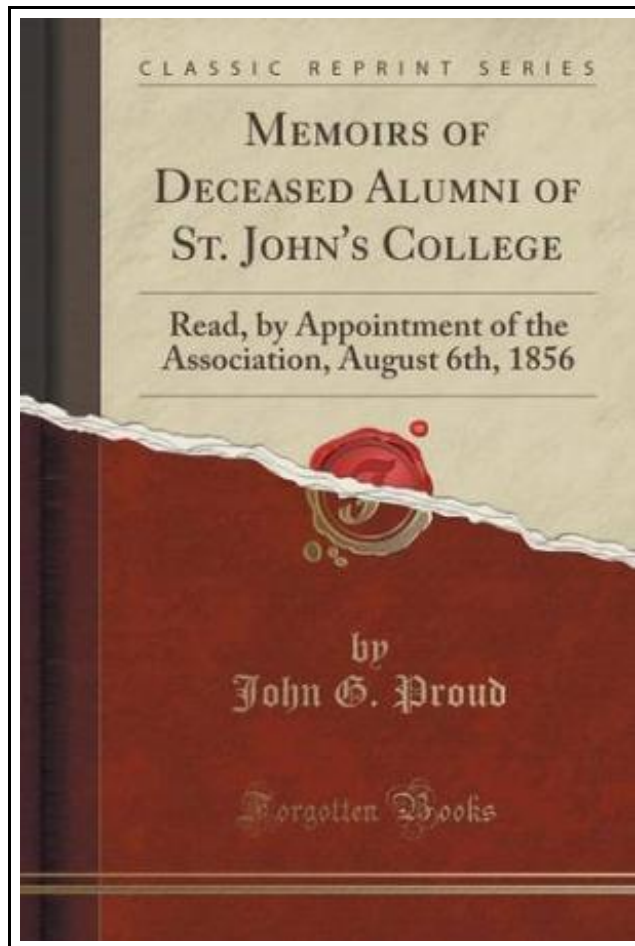 CLASSIC REPRINT SERIES
MEMOIRS OF
DECEASED ALUMNI OF
ST. JOHN'S COLLEGE
Read, by Appointment of the
Association, August 6th, 1856
by
John G. Proud
Forgotten Books